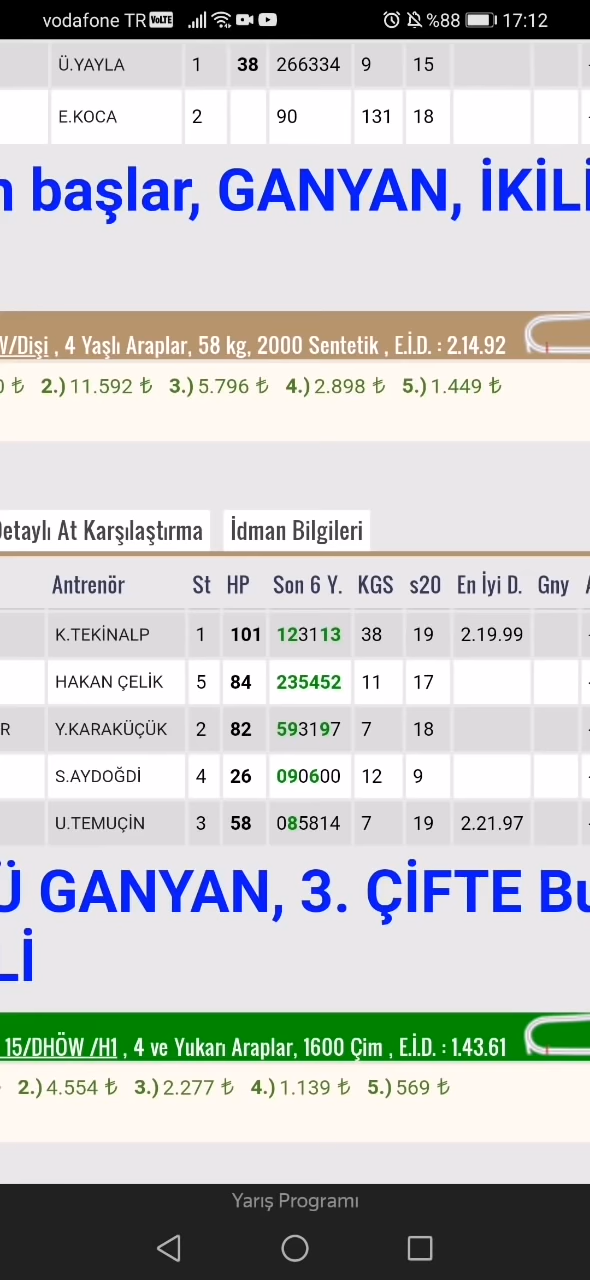 vodafone TR VoLTE %88 17:12
Ü.YAYLA 1 38 266334 9 15
E.KOCA 2 90 131 18
n başlar, GANYAN, İKİLİ
V/Dişi , 4 Yaşlı Araplar, 58 kg, 2000 Sentetik , E.İ.D. : 2.14.92
0 ₺ 2.) 11.592 ₺ 3.) 5.796 ₺ 4.) 2.898 ₺ 5.) 1.449 ₺
Detaylı At Karşılaştırma İdman Bilgileri
Antrenör St HP Son 6 Y. KGS s20 En İyi D. Gny
K.TEKİNALP 1 101 123113 38 19 2.19.99
HAKAN ÇELİK 5 84 235452 11 17
R Y.KARAKÜÇÜK 2 82 593197 7 18
S.AYDOĞDİ 4 26 090600 12 9
U.TEMUÇİN 3 58 085814 7 19 2.21.97
Ü GANYAN, 3. ÇİFTE Bu
Lİ
15/DHÖW /H1 , 4 ve Yukarı Araplar, 1600 Çim , E.İ.D. : 1.43.61
2.) 4.554 ₺ 3.) 2.277 ₺ 4.) 1.139 ₺ 5.) 569 ₺
Yarış Programı